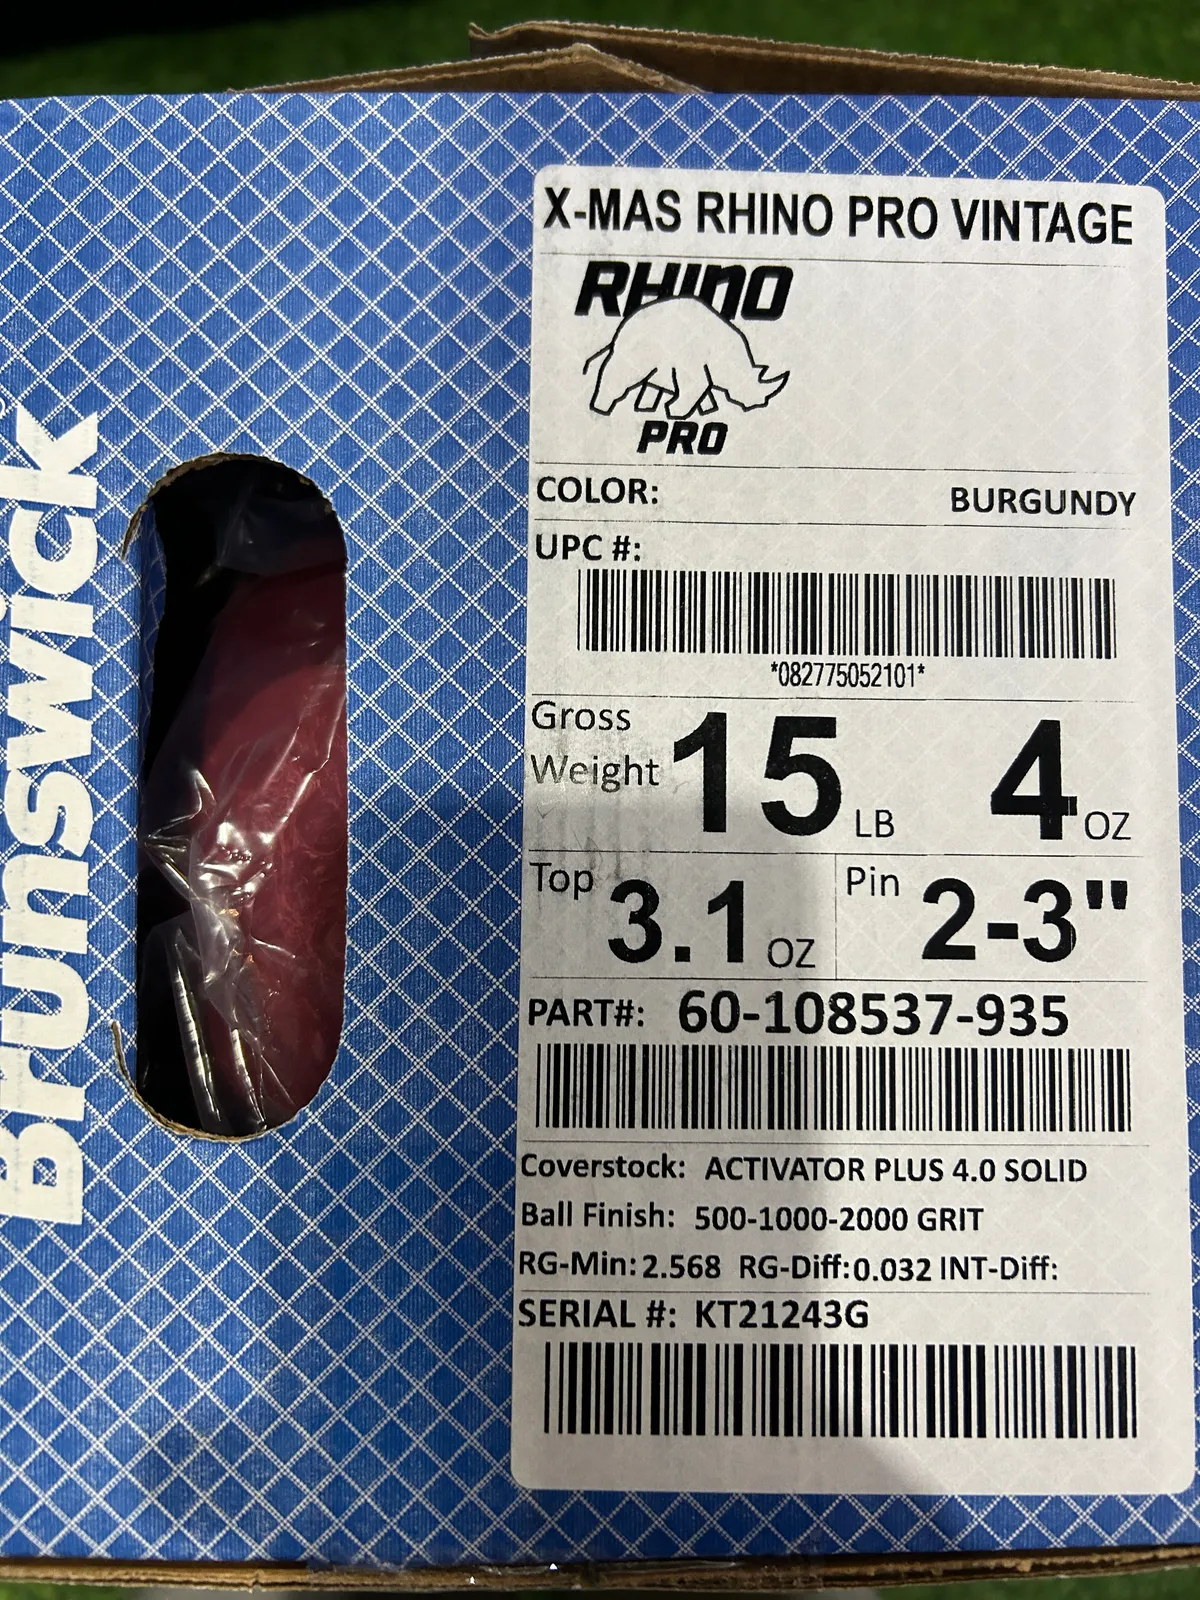 Brunswick
X-MAS RHINO PRO VINTAGE
RHINO
PRO
COLOR: BURGUNDY
UPC #:
*082775052101*
Gross Weight 15 LB 4 OZ
Top 3.1 OZ Pin 2-3"
PART#: 60-108537-935
Coverstock: ACTIVATOR PLUS 4.0 SOLID
Ball Finish: 500-1000-2000 GRIT
RG-Min: 2.568 RG-Diff: 0.032 INT-Diff:
SERIAL #: KT21243G